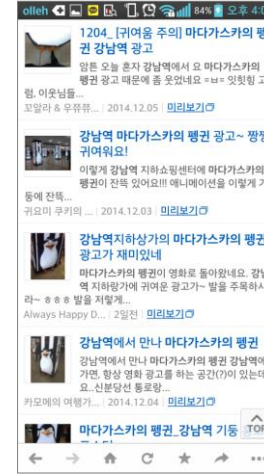 olleh 84% 오후 4:0
1204_ [귀여움 주의] 마다가스카의 펭
귄 강남역 광고
암튼 오늘 혼자 강남역에서 요 마다가스카의
펭귄 광고 때문에 좀 웃었네요 =ㅂ= 잇힝힝 고
럼. 이웃님들...
꼬알라 & 우쮸쮸... | 2014.12.05 | 미리보기
강남역 마다가스카의 펭귄 광고~ 짱짱
귀여워요!
이렇게 강남역 지하쇼핑센터에 마다가스카의
펭귄이 잔뜩 있어요!!! 애니메이션을 이렇게 기
둥에 잔뜩...
귀요미 쿠키의 ... | 2014.12.03 | 미리보기
강남역지하상가의 마다가스카의 펭귄
광고가 재미있네
마다가스카의 펭귄이 영화로 돌아왔네요. 강남
역 지하랑가에 귀여운 광고가~ 발을 주목하시
라~ ㅎㅎㅎ 발을 저렇게...
Always Happy D... | 2일전 | 미리보기
강남역에서 만나 마다가스카의 펭귄
강남역에서 만나 마다가스카의 펭귄 강남역에
가면, 항상 영화 광고를 하는 공간(?)이 있는데
요..신분당선 통로랑...
카모메의 여행가... | 2014.12.04 | 미리보기
마다가스카의 펭귄_강남역 기둥
TOP